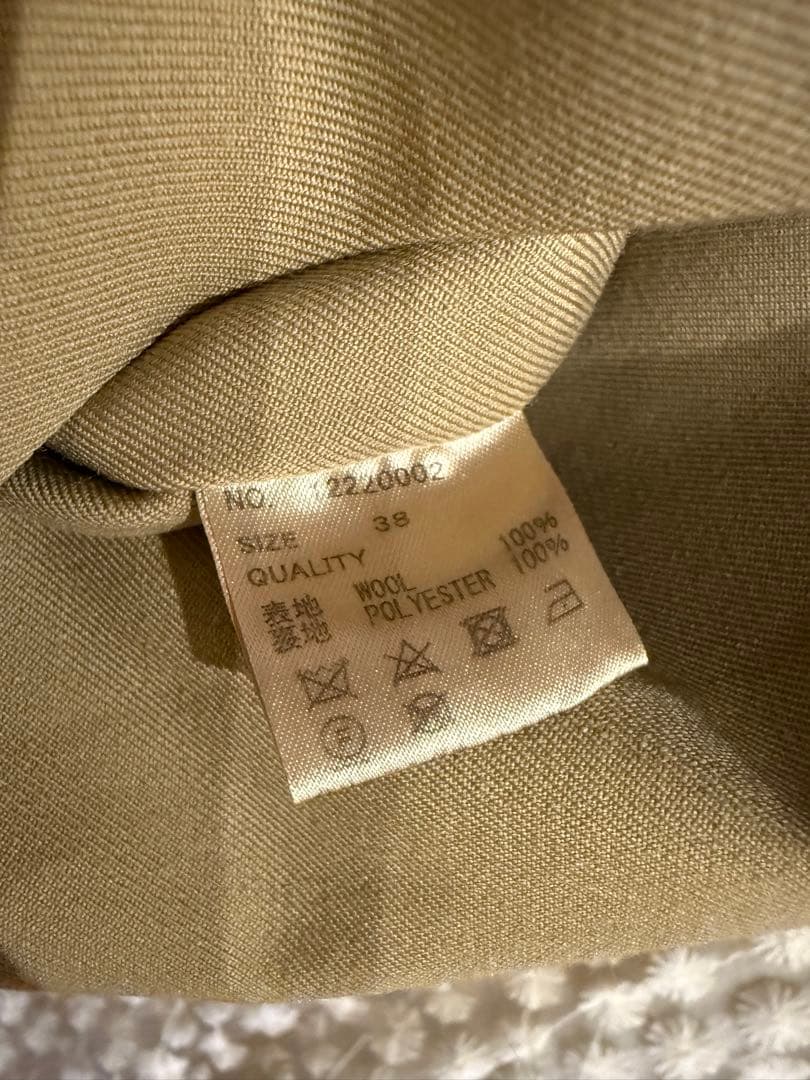 NO. 12220002
SIZE 38
QUALITY
表地 WOOL 100%
裏地 POLYESTER 100%